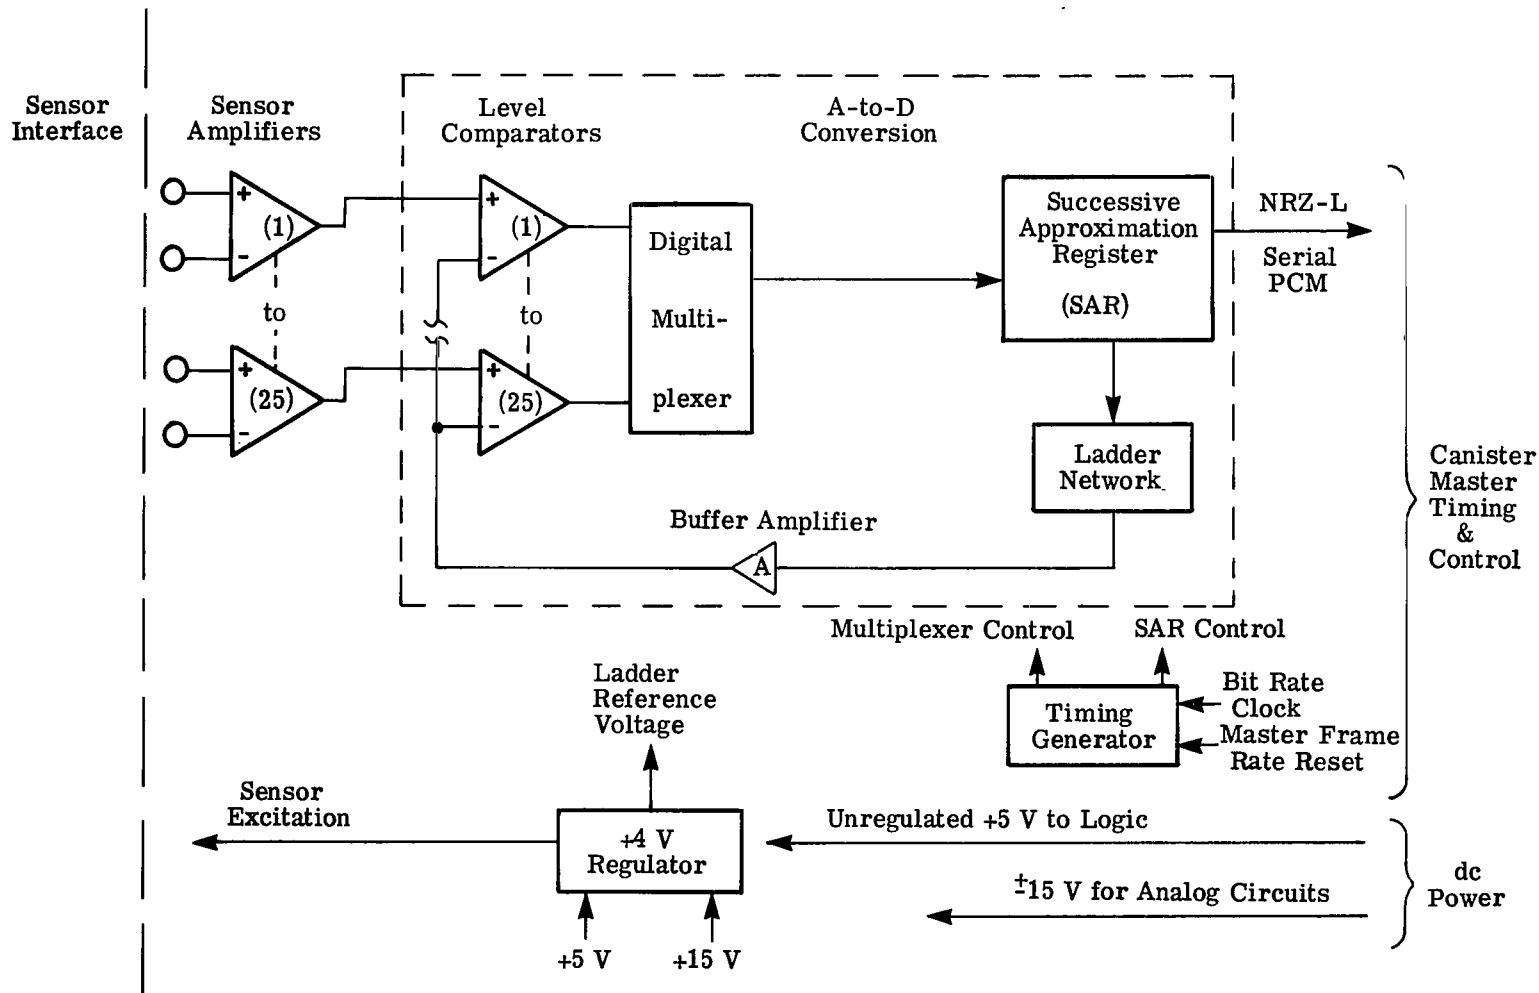 Sensor
Interface
Sensor
Amplifiers
Level
Comparators
A-to-D
Conversion
+
(1)
-
to
+
(25)
-
+
(1)
-
to
+
(25)
-
Digital
Multi-
plexer
Successive
Approximation
Register
(SAR)
NRZ-L
Serial
PCM
Ladder
Network
Buffer Amplifier
A
Canister
Master
Timing
&
Control
Multiplexer Control
SAR Control
Timing
Generator
Bit Rate
Clock
Master Frame
Rate Reset
Ladder
Reference
Voltage
Sensor
Excitation
+4 V
Regulator
+5 V
+15 V
Unregulated +5 V to Logic
±15 V for Analog Circuits
dc
Power